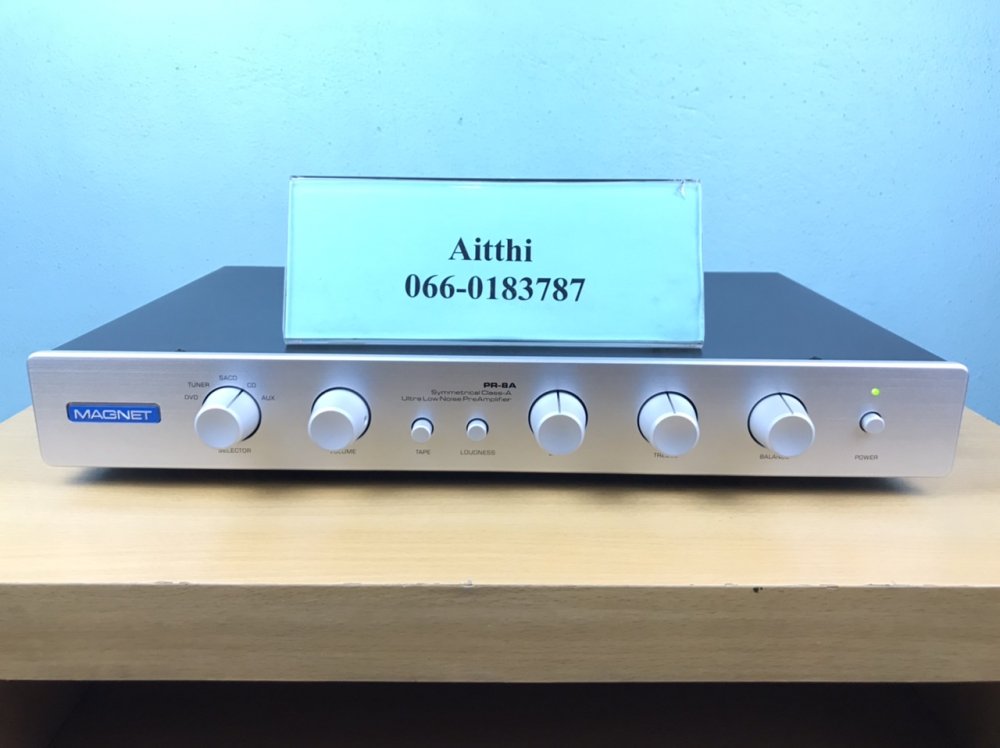 Aitthi
066-0183787
PR-8A
Symmetrical Class-A
Ultra Low Noise PreAmplifier
MAGNET
DVD
TUNER
SACD
CD
AUX
SELECTOR
VOLUME
TAPE
LOUDNESS
BALANCE
POWER